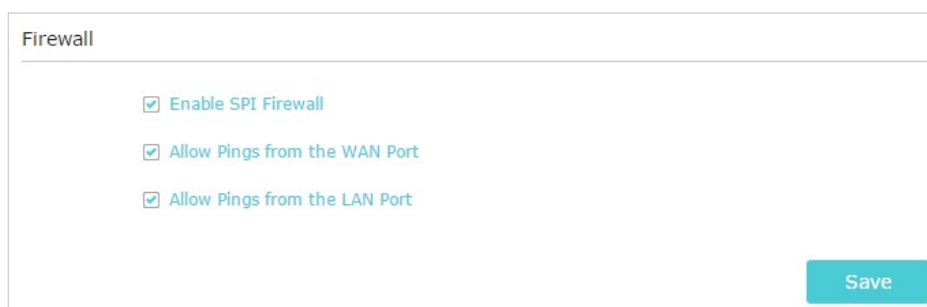 Firewall
Enable SPI Firewall
Allow Pings from the WAN Port
Allow Pings from the LAN Port
Save